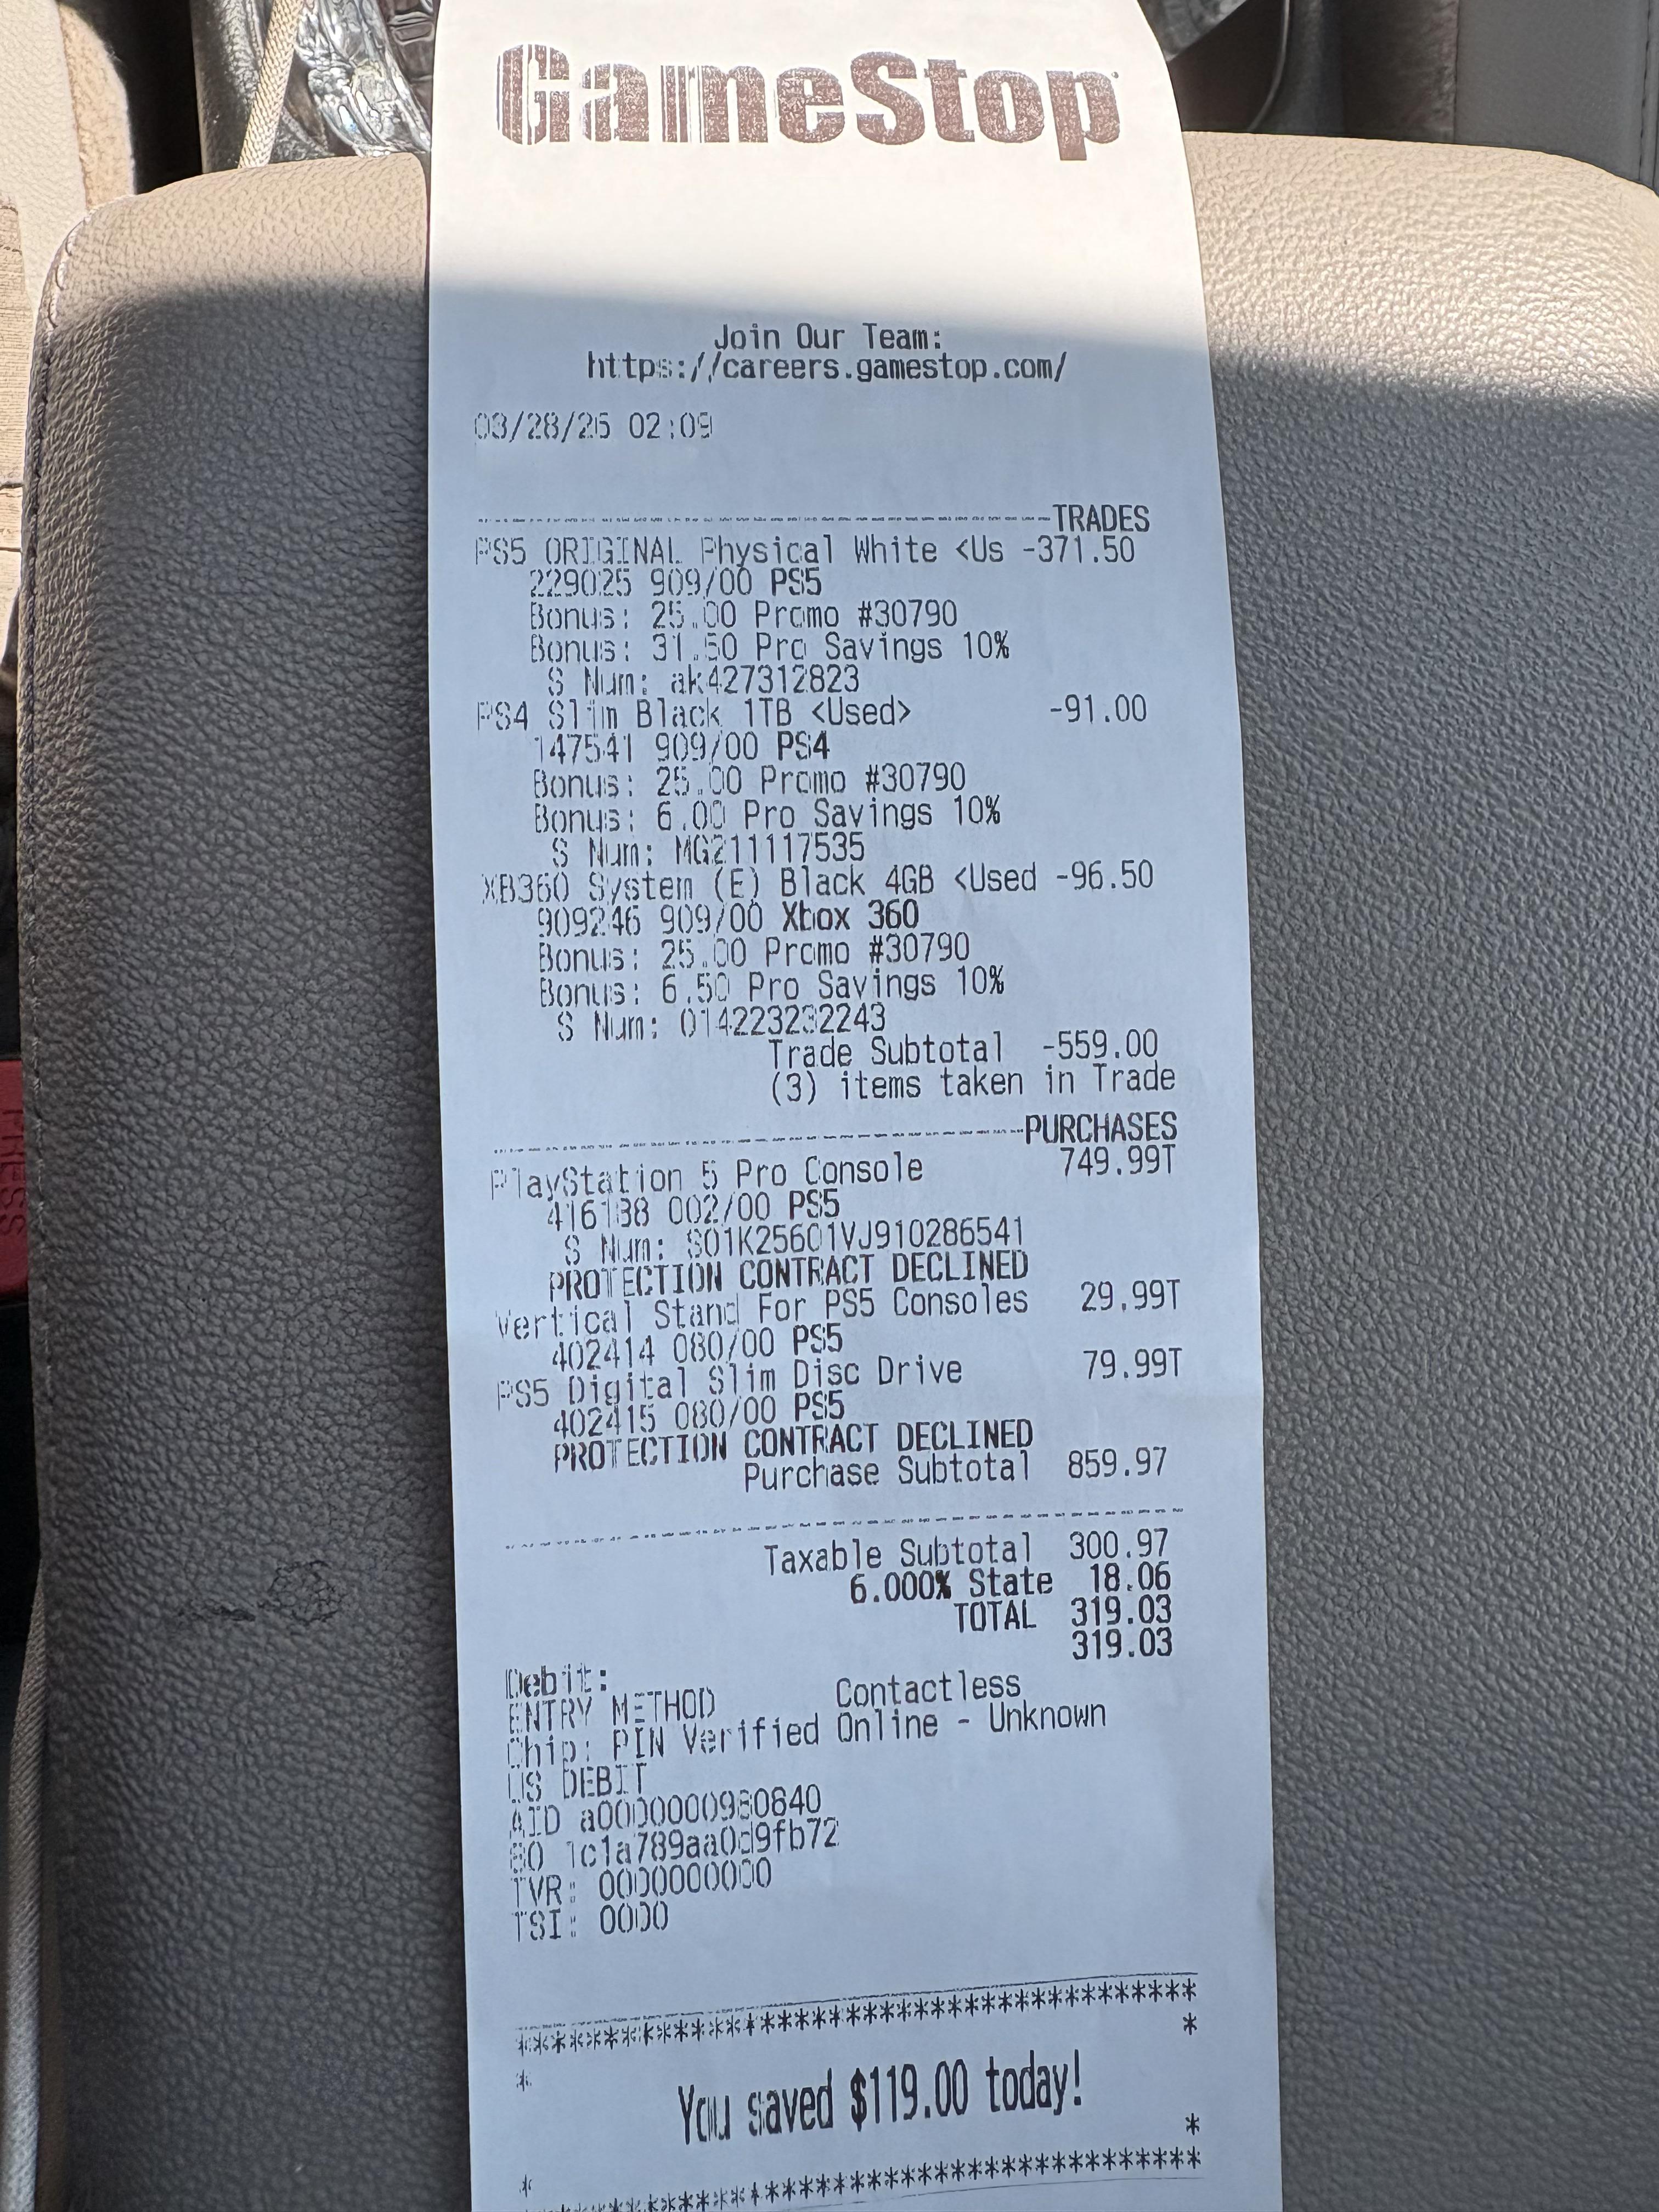 GameStop
Join Our Team:
https://careers.gamestop.com/
03/28/26 02:09
TRADES
PS5 ORIGINAL Physical White <Us -371.50
229025 909/00 PS5
Bonus: 25.00 Promo #30790
Bonus: 31.50 Pro Savings 10%
S Num: ak427312823
PS4 Slim Black 1TB <Used> -91.00
147541 909/00 PS4
Bonus: 25.00 Promo #30790
Bonus: 6.00 Pro Savings 10%
S Num: MG211117535
XB360 System (E) Black 4GB <Used -96.50
909246 909/00 Xbox 360
Bonus: 25.00 Promo #30790
Bonus: 6.50 Pro Savings 10%
S Num: 014223232243
Trade Subtotal -559.00
(3) items taken in Trade
PURCHASES
PlayStation 5 Pro Console 749.99T
416138 002/00 PS5
S Num: S01K25601VJ910286541
PROTECTION CONTRACT DECLINED
Vertical Stand For PS5 Consoles 29.99T
402414 080/00 PS5
PS5 Digital Slim Disc Drive 79.99T
402415 080/00 PS5
PROTECTION CONTRACT DECLINED
Purchase Subtotal 859.97
Taxable Subtotal 300.97
6.000% State 18.06
TOTAL 319.03
319.03
Debit:
ENTRY METHOD Contactless
Chip: PIN Verified Online - Unknown
US DEBIT
AID a0000000980840
80 1c1a789aa0d9fb72
TVR: 0000000000
TSI: 0000
****************************************
* *
You saved $119.00 today!
* *
****************************************